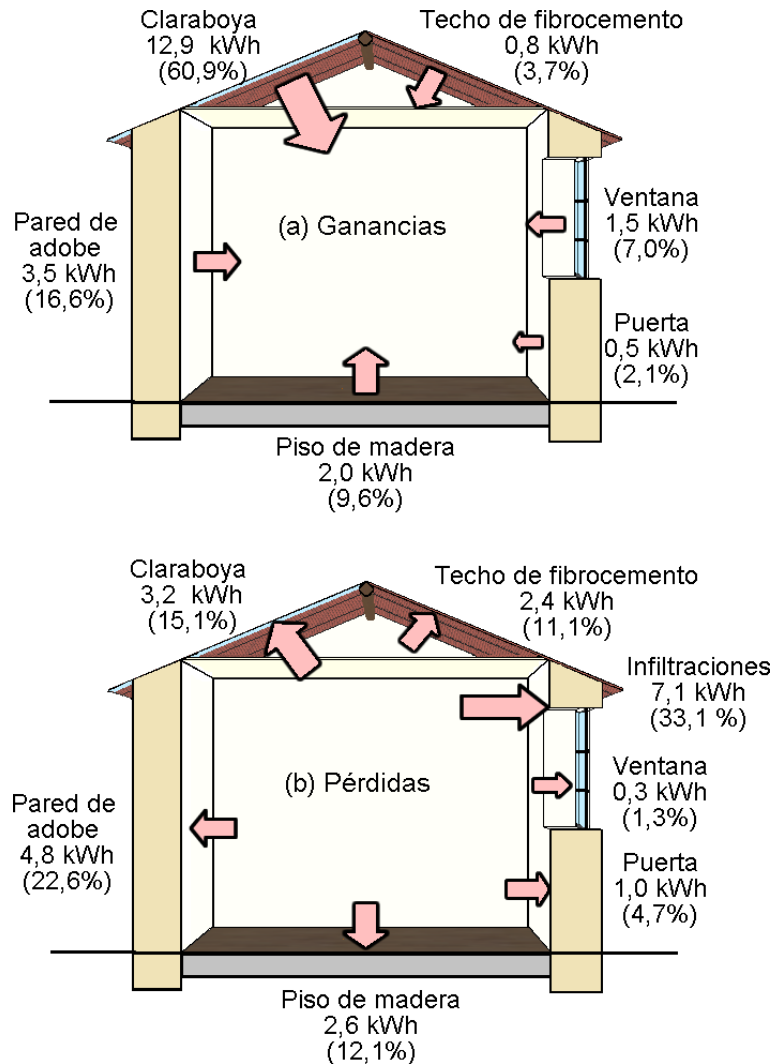 Claraboya
12,9 kWh
(60,9%)
Techo de fibrocemento
0,8 kWh
(3,7%)
Ventana
1,5 kWh
(7,0%)
(a) Ganancias
Pared de
adobe
3,5 kWh
(16,6%)
Puerta
0,5 kWh
(2,1%)
Piso de madera
2,0 kWh
(9,6%)
Claraboya
3,2 kWh
(15,1%)
Techo de fibrocemento
2,4 kWh
(11,1%)
Infiltraciones
7,1 kWh
(33,1 %)
Ventana
0,3 kWh
(1,3%)
(b) Pérdidas
Pared de
adobe
4,8 kWh
(22,6%)
Puerta
1,0 kWh
(4,7%)
Piso de madera
2,6 kWh
(12,1%)